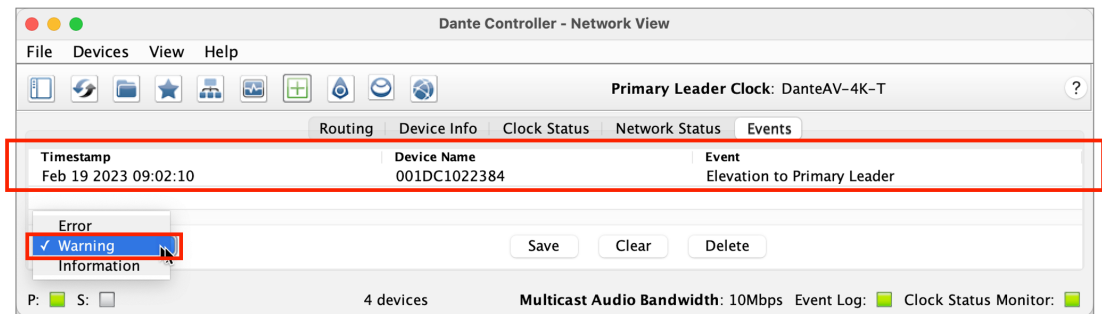 Dante Controller - Network View
File Devices View Help
Primary Leader Clock: DanteAV-4K-T ?
Routing Device Info Clock Status Network Status Events
Timestamp Device Name Event
Feb 19 2023 09:02:10 001DC1022384 Elevation to Primary Leader
Error
✓ Warning Save Clear Delete
Information
P: S: 4 devices Multicast Audio Bandwidth: 10Mbps Event Log: Clock Status Monitor: